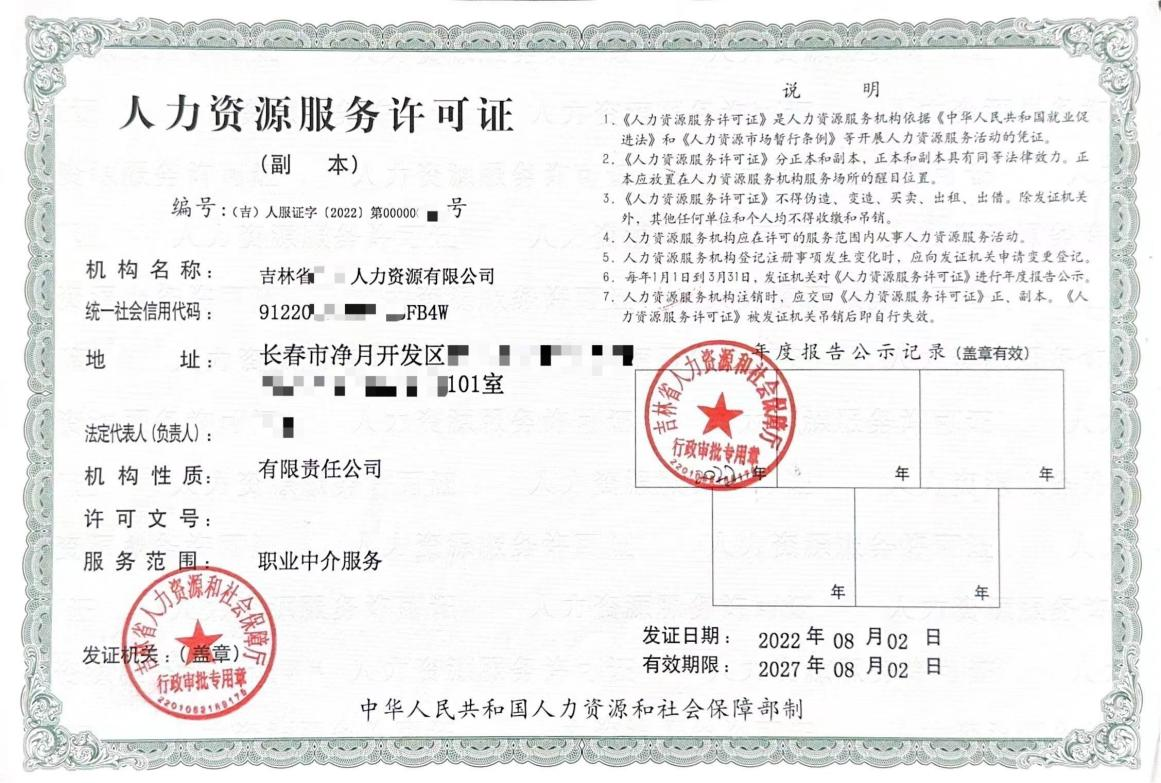 人力资源服务许可证
（副 本）
编号：（吉）人服证字〔2022〕第00000 号
机构名称： 吉林省 人力资源有限公司
统一社会信用代码： 91220 FB4W
地 址： 长春市净月开发区
101室
法定代表人(负责人)：
机构性质： 有限责任公司
许可文号：
服务范围： 职业中介服务
发证机关：（盖章）
吉林省人力资源和社会保障厅
行政审批专用章
说 明
1.《人力资源服务许可证》是人力资源服务机构依据《中华人民共和国就业促
进法》和《人力资源市场暂行条例》等开展人力资源服务活动的凭证。
2.《人力资源服务许可证》分正本和副本，正本和副本具有同等法律效力。正
本应放置在人力资源服务机构服务场所的醒目位置。
3.《人力资源服务许可证》不得伪造、变造、买卖、出租、出借。除发证机关
外，其他任何单位和个人均不得收缴和吊销。
4. 人力资源服务机构应在许可的服务范围内从事人力资源服务活动。
5. 人力资源服务机构登记注册事项发生变化时，应向发证机关申请变更登记。
6. 每年1月1日到3月31日，发证机关对《人力资源服务许可证》进行年度报告公示。
7. 人力资源服务机构注销时，应交回《人力资源服务许可证》正、副本。《人
力资源服务许可证》被发证机关吊销后即自行失效。
年度报告公示记录（盖章有效）
吉林省人力资源和社会保障厅
行政审批专用章
年 年 年
年 年
发证日期： 2022 年 08 月 02 日
有效期限： 2027 年 08 月 02 日
中华人民共和国人力资源和社会保障部制